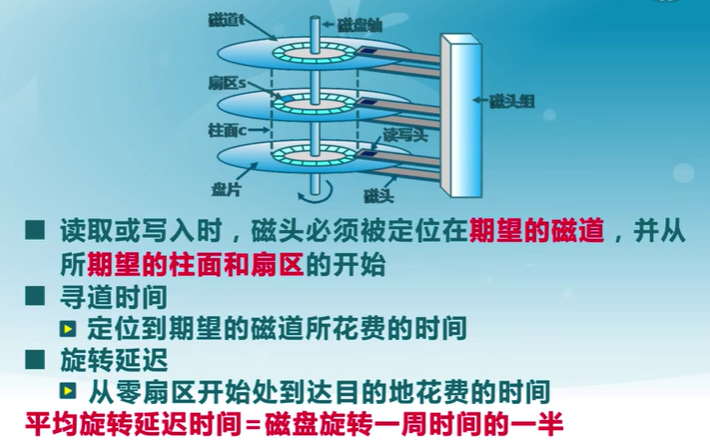 磁道t
磁盘轴
扇区s
磁头组
柱面c
读写头
盘片
磁头
■ 读取或写入时，磁头必须被定位在期望的磁道，并从
所期望的柱面和扇区的开始
■ 寻道时间
定位到期望的磁道所花费的时间
■ 旋转延迟
从零扇区开始处到达目的地花费的时间
平均旋转延迟时间=磁盘旋转一周时间的一半